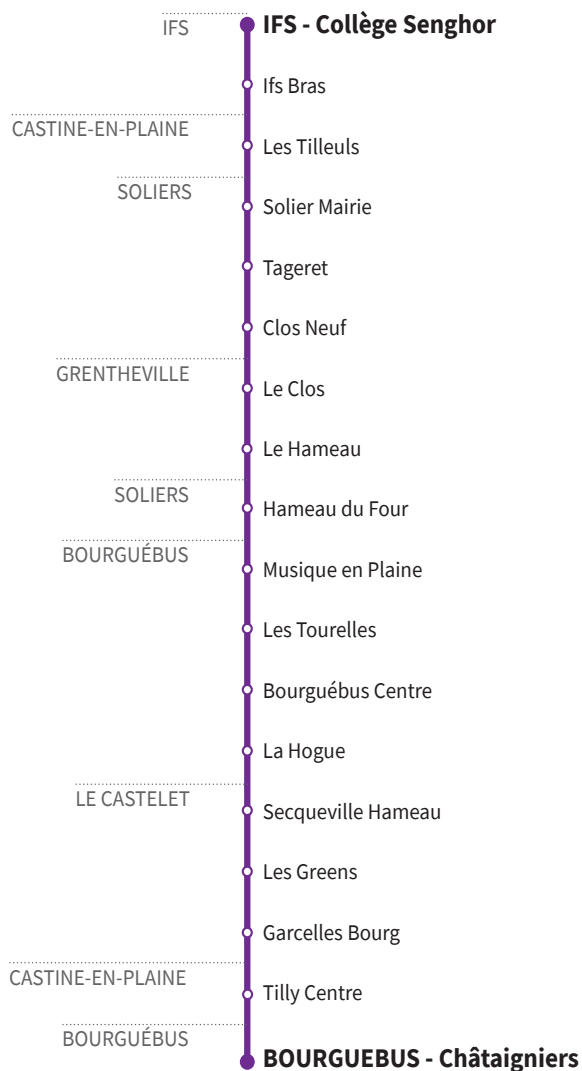 IFS
IFS - Collège Senghor
Ifs Bras
CASTINE-EN-PLAINE
Les Tilleuls
SOLIERS
Solier Mairie
Tageret
Clos Neuf
GRENTHEVILLE
Le Clos
Le Hameau
SOLIERS
Hameau du Four
BOURGUÉBUS
Musique en Plaine
Les Tourelles
Bourguébus Centre
La Hogue
LE CASTELET
Secqueville Hameau
Les Greens
Garcelles Bourg
CASTINE-EN-PLAINE
Tilly Centre
BOURGUÉBUS
BOURGUEBUS - Châtaigniers